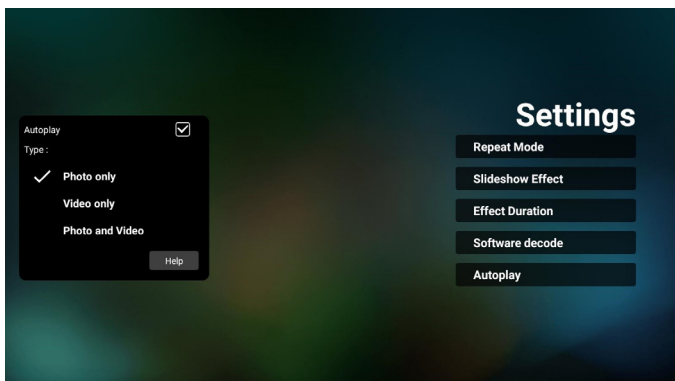 Autoplay
Type :
Photo only
Video only
Photo and Video
Help
Settings
Repeat Mode
Slideshow Effect
Effect Duration
Software decode
Autoplay